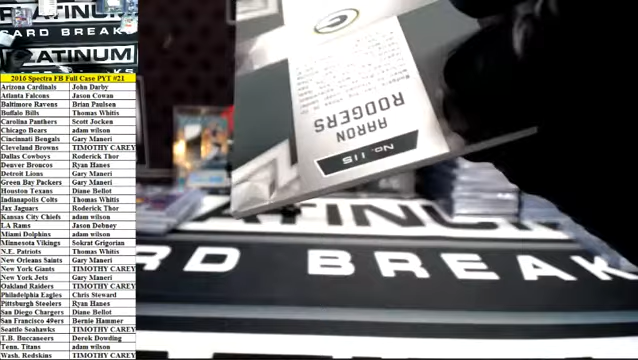 ARD BREAK
PLATINUM
2016 Spectra FB Full Case PYT #21
Arizona Cardinals John Darby
Atlanta Falcons Jason Cowan
Baltimore Ravens Brian Paulsen
Buffalo Bills Thomas Whitis
Carolina Panthers Scott Jocken
Chicago Bears adam wilson
Cincinnati Bengals Gary Maneri
Cleveland Browns TIMOTHY CAREY
Dallas Cowboys Roderick Thor
Denver Broncos Ryan Hanes
Detroit Lions Gary Maneri
Green Bay Packers Gary Maneri
Houston Texans Diane Bellot
Indianapolis Colts Thomas Whitis
Jax Jaguars Roderick Thor
Kansas City Chiefs adam wilson
LA Rams Jason Debney
Miami Dolphins adam wilson
Minnesota Vikings Sokrat Grigorian
N.E. Patriots Thomas Whitis
New Orleans Saints Gary Maneri
New York Giants TIMOTHY CAREY
New York Jets Gary Maneri
Oakland Raiders TIMOTHY CAREY
Philadelphia Eagles Chris Steward
Pittsburgh Steelers Ryan Hanes
San Diego Chargers Diane Bellot
San Francisco 49ers Bernie Hammer
Seattle Seahawks TIMOTHY CAREY
T.B. Buccaneers Derek Dowding
Tenn. Titans adam wilson
Wash. Redskins TIMOTHY CAREY
NO. 115
AARON
RODGERS
ATINUM
RD BREAK